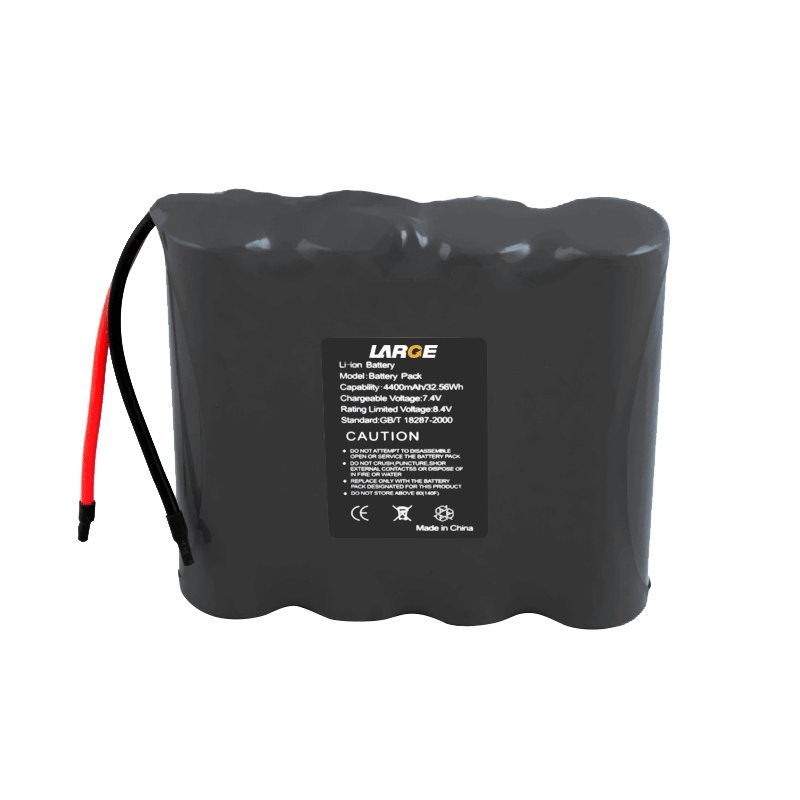 LARGE
Li-ion Battery
Model:Battery Pack
Capability:4400mAh/32.56Wh
Chargeable Voltage:7.4V
Rating Limited Voltage:8.4V
Standard:GB/T 18287-2000
CAUTION
● DO NOT ATTEMPT TO DISASSEMBLE
OPEN OR SERVICE THE BATTERY PACK
● DO NOT CRUSH,PUNCTURE,SHOR
EXTERNAL CONTACTSS OR DISPOSE OF
IN FIRE OR WATER
● REPLACE ONLY WITH THE BATTERY
PACK DESIGNATED FOR THIS PRODUCT
● DO NOT STORE ABOVE 60(140F).
CE
Made in China